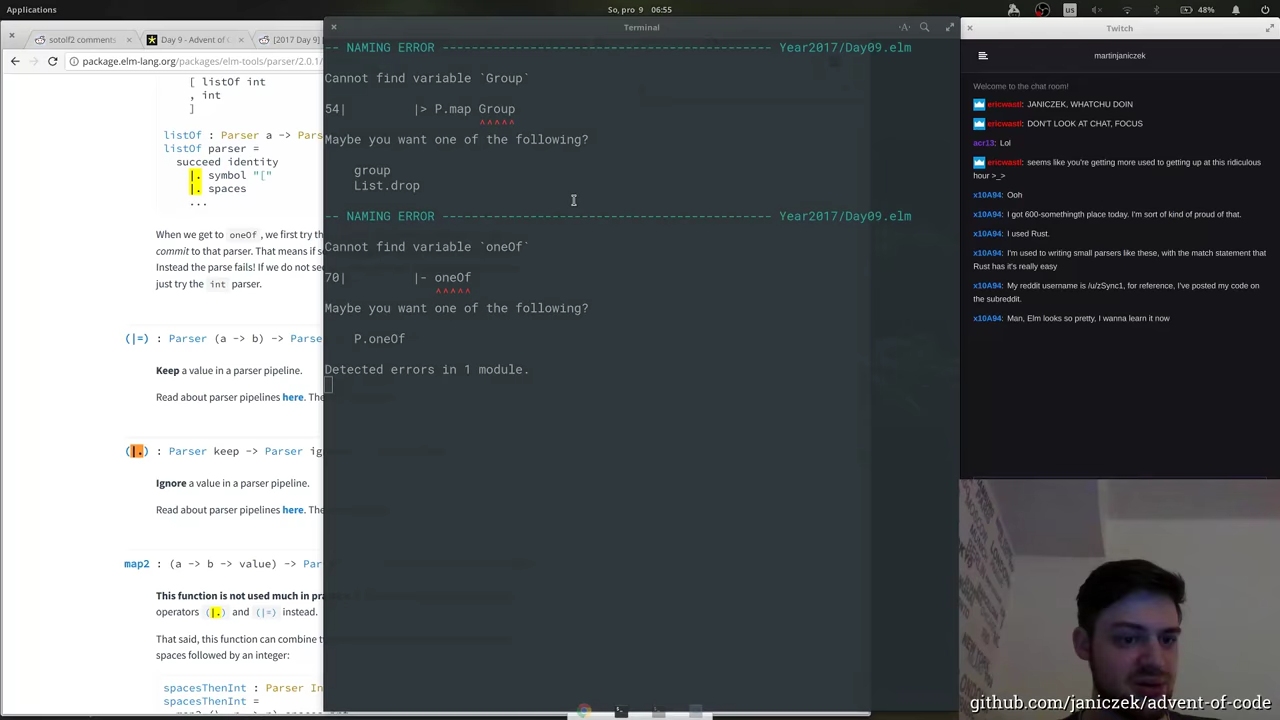 Applications
So, pro 9 06:55
us
48%
sotolf2 comments
Day 9 - Advent of C
[2017 Day 9]
package.elm-lang.org/packages/elm-tools/parser/2.0.1/
[ listOf int
, int
]
listOf : Parser a -> Pars
listOf parser =
succeed identity
|. symbol "["
|. spaces
...
When we get to oneOf, we first try th
commit to that parser. That means if s
Instead the parse fails! If we do not se
just try the int parser.
(|=) : Parser (a -> b) -> Parse
Keep a value in a parser pipeline.
Read about parser pipelines here. The
(|.) : Parser keep -> Parser ig
Ignore a value in a parser pipeline.
Read about parser pipelines here. The
map2 : (a -> b -> value) -> Par
This function is not used much in pra
operators (|.) and (|=) instead.
That said, this function can combine t
spaces followed by an integer:
spacesThenInt : Parser In
spacesThenInt =
Terminal
-- NAMING ERROR ------------------------------------------- Year2017/Day09.elm
Cannot find variable `Group`
54|         |> P.map Group
^^^^^
Maybe you want one of the following?
group
List.drop
-- NAMING ERROR ------------------------------------------- Year2017/Day09.elm
Cannot find variable `oneOf`
70|         |- oneOf
^^^^^
Maybe you want one of the following?
P.oneOf
Detected errors in 1 module.
Twitch
martinjaniczek
Welcome to the chat room!
ericwastl: JANICZEK, WHATCHU DOIN
ericwastl: DON'T LOOK AT CHAT, FOCUS
acr13: Lol
ericwastl: seems like you're getting more used to getting up at this ridiculous
hour >_>
x10A94: Ooh
x10A94: I got 600-somethingth place today. I'm sort of kind of proud of that.
x10A94: I used Rust.
x10A94: I'm used to writing small parsers like these, with the match statement that
Rust has it's really easy
x10A94: My reddit username is /u/zSync1, for reference, I've posted my code on
the subreddit.
x10A94: Man, Elm looks so pretty, I wanna learn it now
github.com/janiczek/advent-of-code